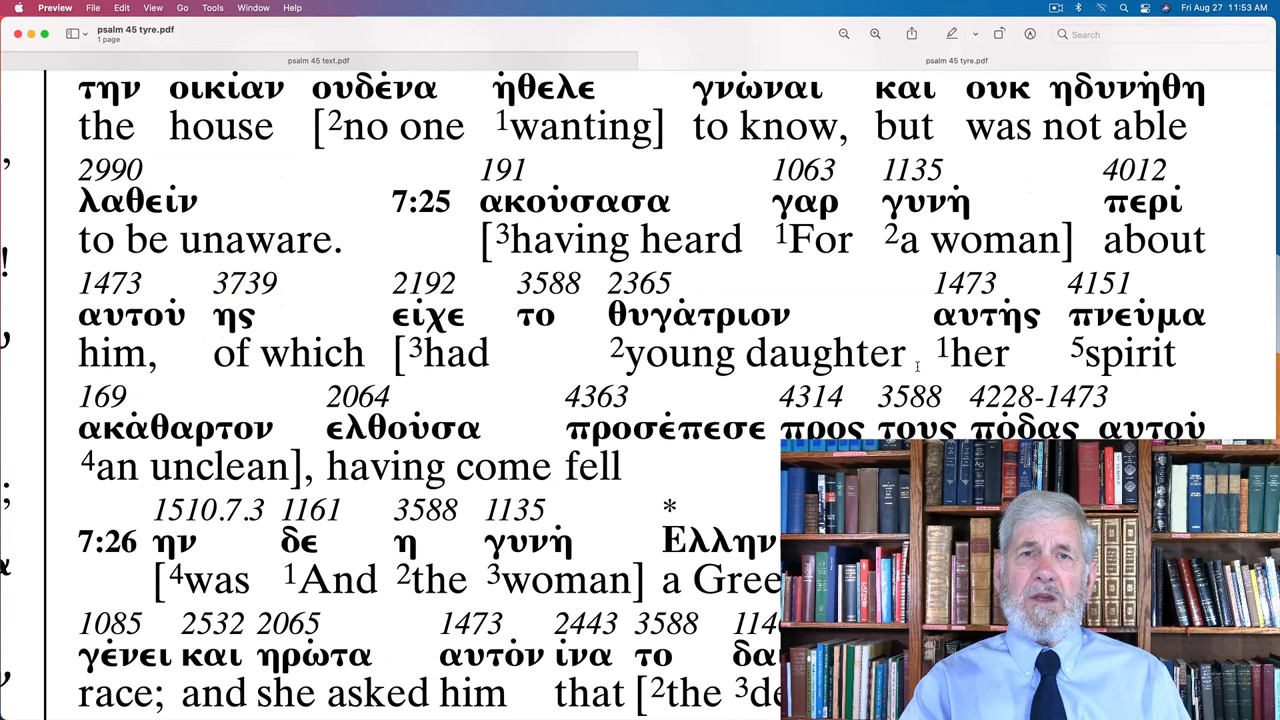 Preview File Edit View Go Tools Window Help Fri Aug 27 11:53 AM
psalm 45 tyre.pdf
1 page
Search
psalm 45 text.pdf psalm 45 tyre.pdf
την οικίαν ουδένα ήθελε γνώναι και ουκ ηδυνήθη
the house [²no one ¹wanting] to know, but was not able
2990 191 1063 1135 4012
λαθείν 7:25 ακούσασα γαρ γυνή περί
to be unaware. [³having heard ¹For ²a woman] about
1473 3739 2192 3588 2365 1473 4151
αυτού ης είχε το θυγάτριον αυτής πνεύμα
him, of which [³had ²young daughter ¹her ⁵spirit
169 2064 4363 4314 3588 4228-1473
ακάθαρτον ελθούσα προσέπεσε προς τους πόδας αυτού
⁴an unclean], having come fell
1510.7.3 1161 3588 1135 *
7:26 ην δε η γυνή Ελλην
[⁴was ¹And ²the ³woman] a Gree
1085 2532 2065 1473 2443 3588 114
γένει και ηρώτα αυτόν ίνα το δα
race; and she asked him that [²the ³de